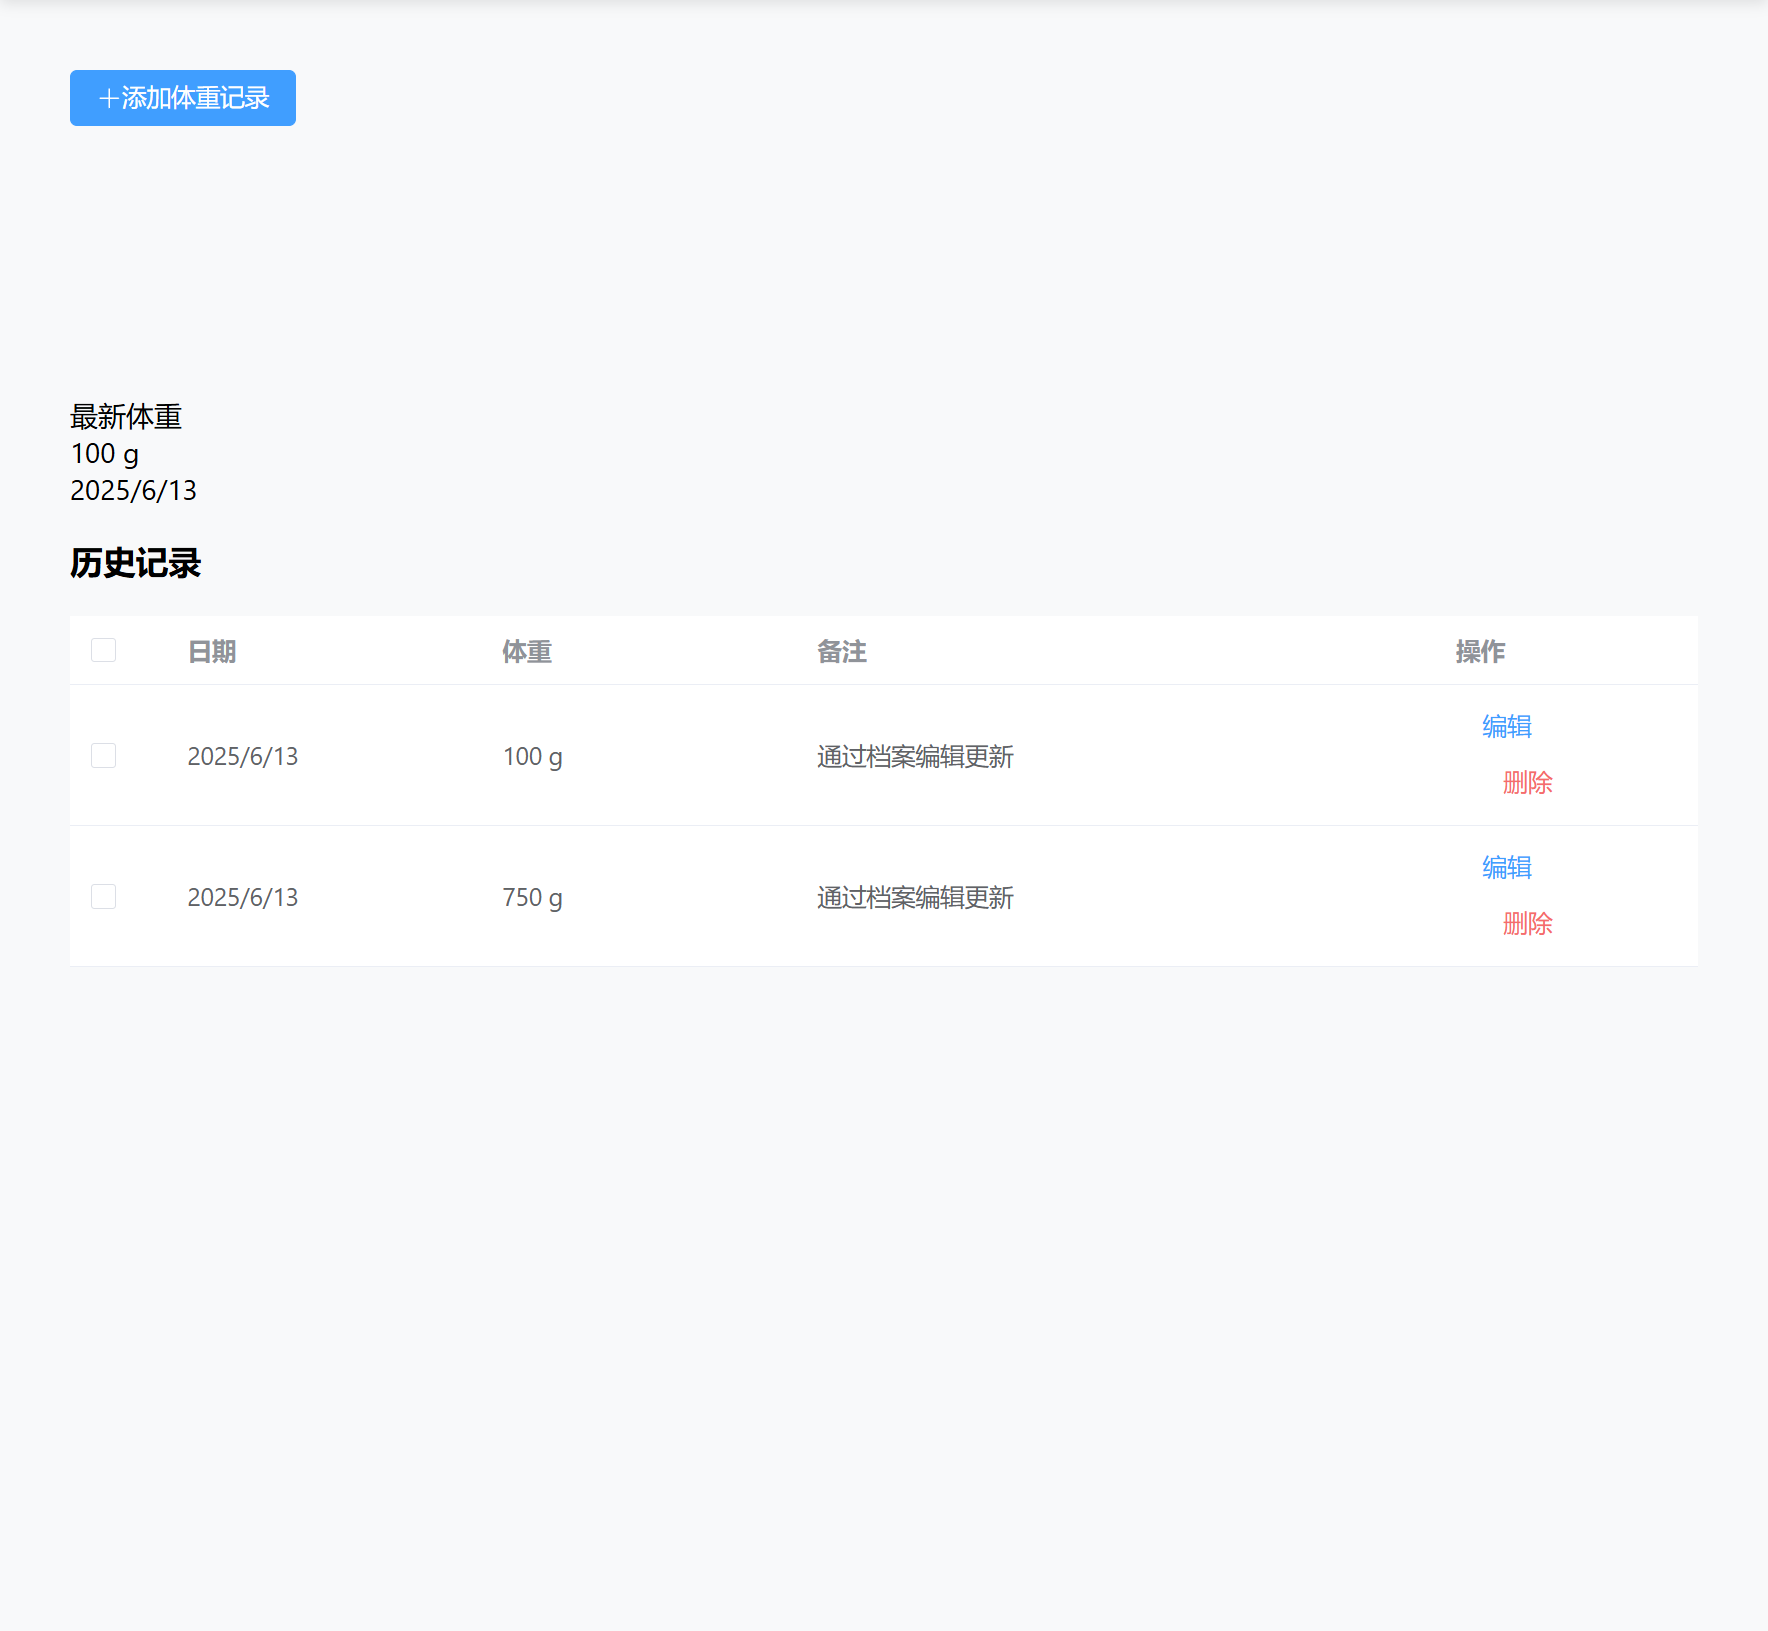 +添加体重记录
最新体重
100 g
2025/6/13
历史记录
日期 体重 备注 操作
2025/6/13 100 g 通过档案编辑更新 编辑
删除
2025/6/13 750 g 通过档案编辑更新 编辑
删除